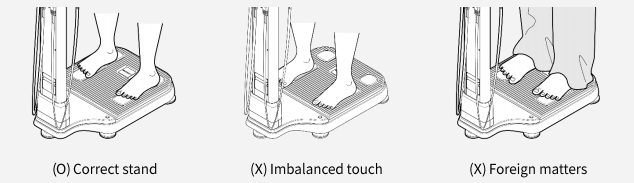 (O) Correct stand
(X) Imbalanced touch
(X) Foreign matters